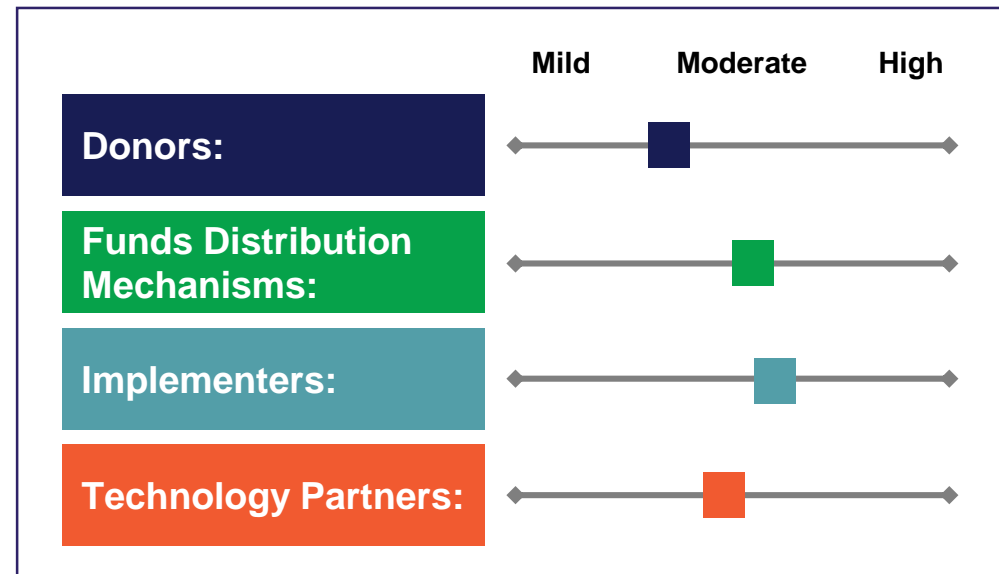 Mild Moderate High
Donors:
Funds Distribution
Mechanisms:
Implementers:
Technology Partners: